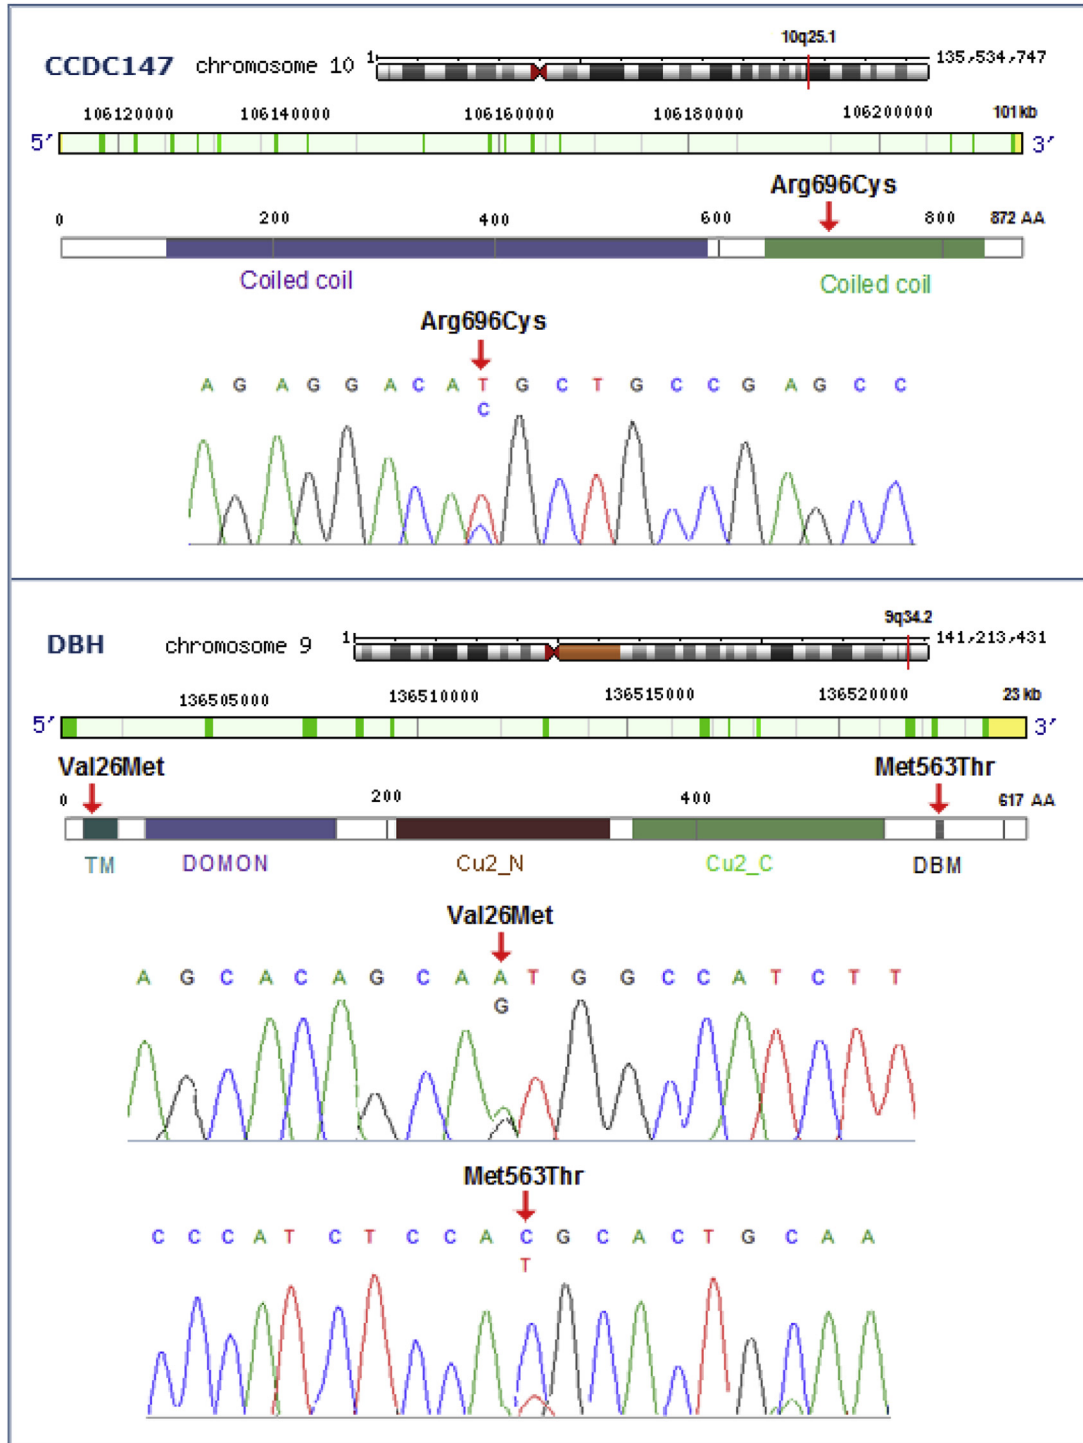 10q25.1
CCDC147 chromosome 10 1 135,534,747
106120000 106140000 106160000 106180000 106200000 101kb
5' 3'
Arg696Cys
0 200 400 600 800 872 AA
Coiled coil Coiled coil
Arg696Cys
A G A G G A C A T G C T G C C G A G C C
C
9q34.2
DBH chromosome 9 1 141,213,431
136505000 136510000 136515000 136520000 23 kb
5' 3'
Val26Met Met563Thr
0 200 400 617 AA
TM DOMON Cu2_N Cu2_C DBM
Val26Met
A G C A C A G C A A T G G C C A T C T T
G
Met563Thr
C C C A T C T C C A C G C A C T G C A A
T